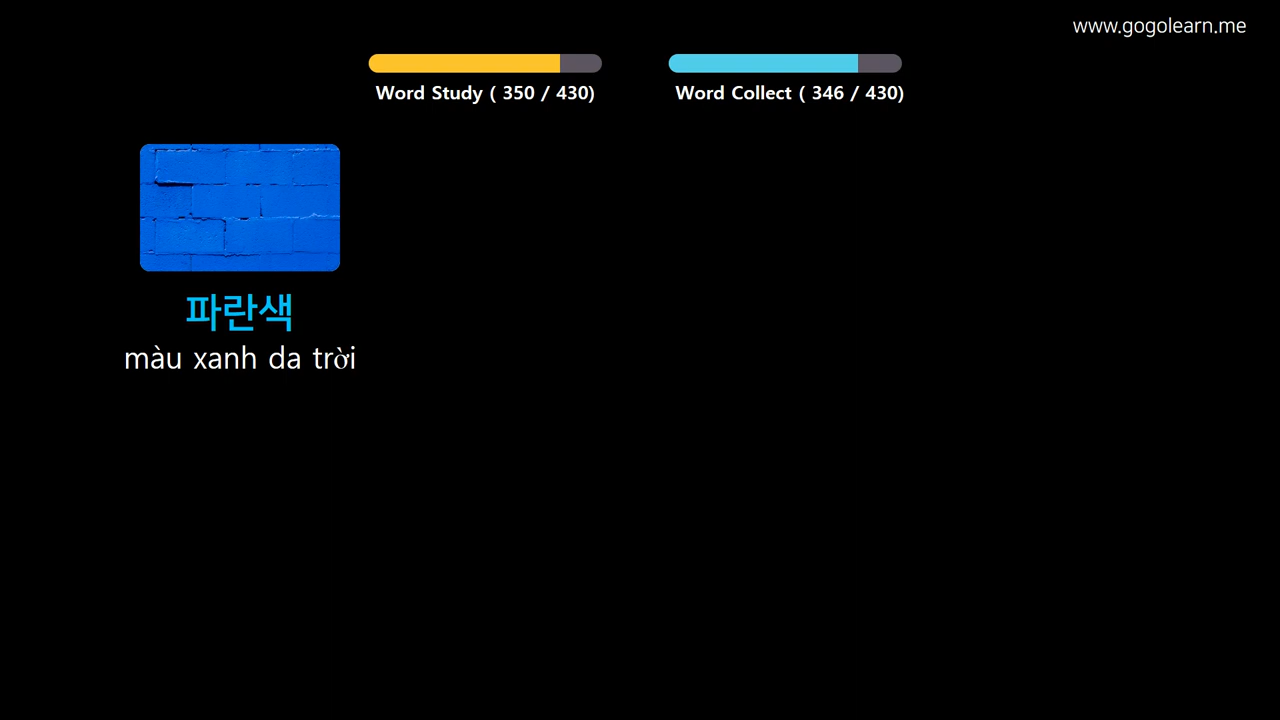 www.gogolearn.me
Word Study ( 350 / 430)
Word Collect ( 346 / 430)
파란색
màu xanh da trời